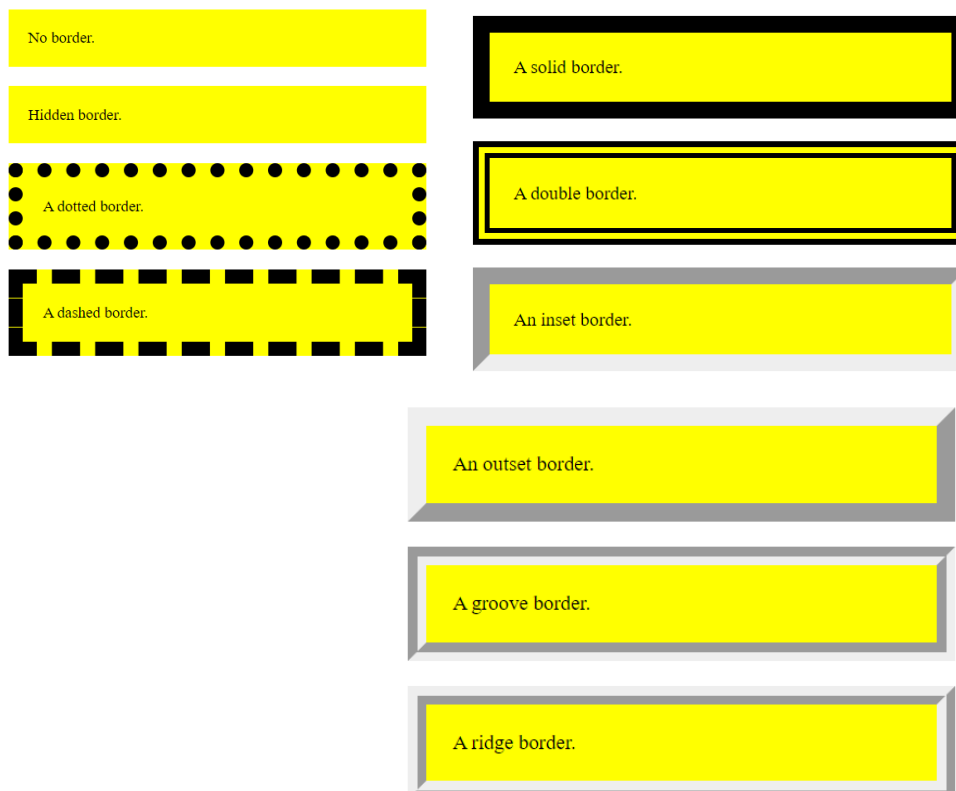 No border.
Hidden border.
A dotted border.
A dashed border.
A solid border.
A double border.
An inset border.
An outset border.
A groove border.
A ridge border.